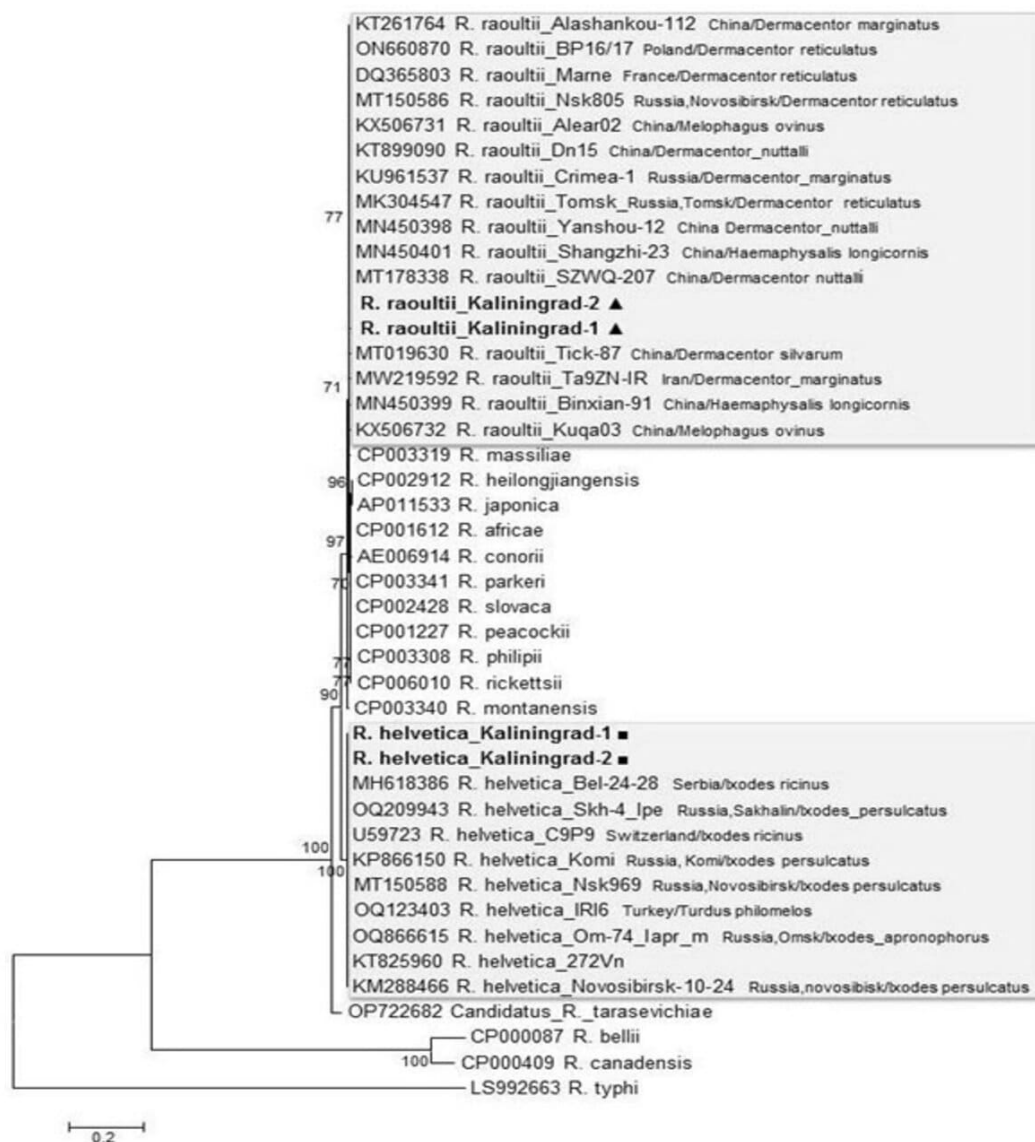 KT261764 R. raoultii_Alashankou-112 China/Dermacentor marginatus
ON660870 R. raoultii_BP16/17 Poland/Dermacentor reticulatus
DQ365803 R. raoultii_Marne France/Dermacentor reticulatus
MT150586 R. raoultii_Nsk805 Russia,Novosibirsk/Dermacentor reticulatus
KX506731 R. raoultii_Alear02 China/Melophagus ovinus
KT899090 R. raoultii_Dn15 China/Dermacentor_nuttalli
KU961537 R. raoultii_Crimea-1 Russia/Dermacentor_marginatus
MK304547 R. raoultii_Tomsk_Russia,Tomsk/Dermacentor reticulatus
77
MN450398 R. raoultii_Yanshou-12 China Dermacentor_nuttalli
MN450401 R. raoultii_Shangzhi-23 China/Haemaphysalis longicornis
MT178338 R. raoultii_SZWQ-207 China/Dermacentor nuttalli
R. raoultii_Kaliningrad-2 ▲
R. raoultii_Kaliningrad-1 ▲
MT019630 R. raoultii_Tick-87 China/Dermacentor silvarum
71
MW219592 R. raoultii_Ta9ZN-IR Iran/Dermacentor_marginatus
MN450399 R. raoultii_Binxian-91 China/Haemaphysalis longicornis
KX506732 R. raoultii_Kuqa03 China/Melophagus ovinus
CP003319 R. massiliae
96
CP002912 R. heilongjiangensis
AP011533 R. japonica
CP001612 R. africae
97
AE006914 R. conorii
70
CP003341 R. parkeri
CP002428 R. slovaca
CP001227 R. peacockii
77
CP003308 R. philipii
77
CP006010 R. rickettsii
90
CP003340 R. montanensis
R. helvetica_Kaliningrad-1 ■
R. helvetica_Kaliningrad-2 ■
MH618386 R. helvetica_Bel-24-28 Serbia/Ixodes ricinus
OQ209943 R. helvetica_Skh-4_Ipe Russia,Sakhalin/Ixodes_persulcatus
U59723 R. helvetica_C9P9 Switzerland/Ixodes ricinus
100
100
KP866150 R. helvetica_Komi Russia, Komi/Ixodes persulcatus
MT150588 R. helvetica_Nsk969 Russia,Novosibirsk/Ixodes persulcatus
OQ123403 R. helvetica_IRI6 Turkey/Turdus philomelos
OQ866615 R. helvetica_Om-74_Iapr_m Russia,Omsk/Ixodes_apronophorus
KT825960 R. helvetica_272Vn
KM288466 R. helvetica_Novosibirsk-10-24 Russia,novosibisk/Ixodes persulcatus
OP722682 Candidatus_R._tarasevichiae
CP000087 R. bellii
100
CP000409 R. canadensis
LS992663 R. typhi
0.2